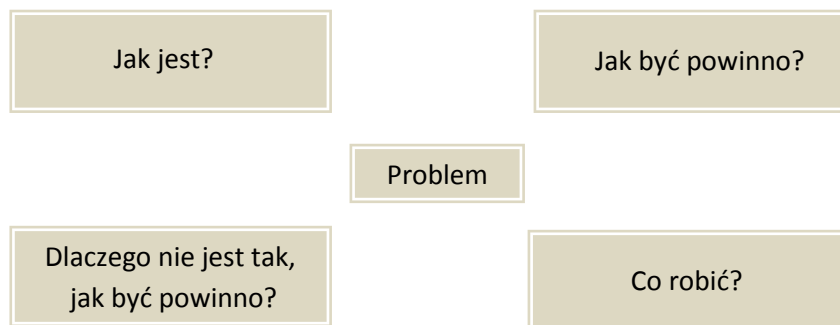 Jak jest?
Jak być powinno?
Problem
Dlaczego nie jest tak,
jak być powinno?
Co robić?